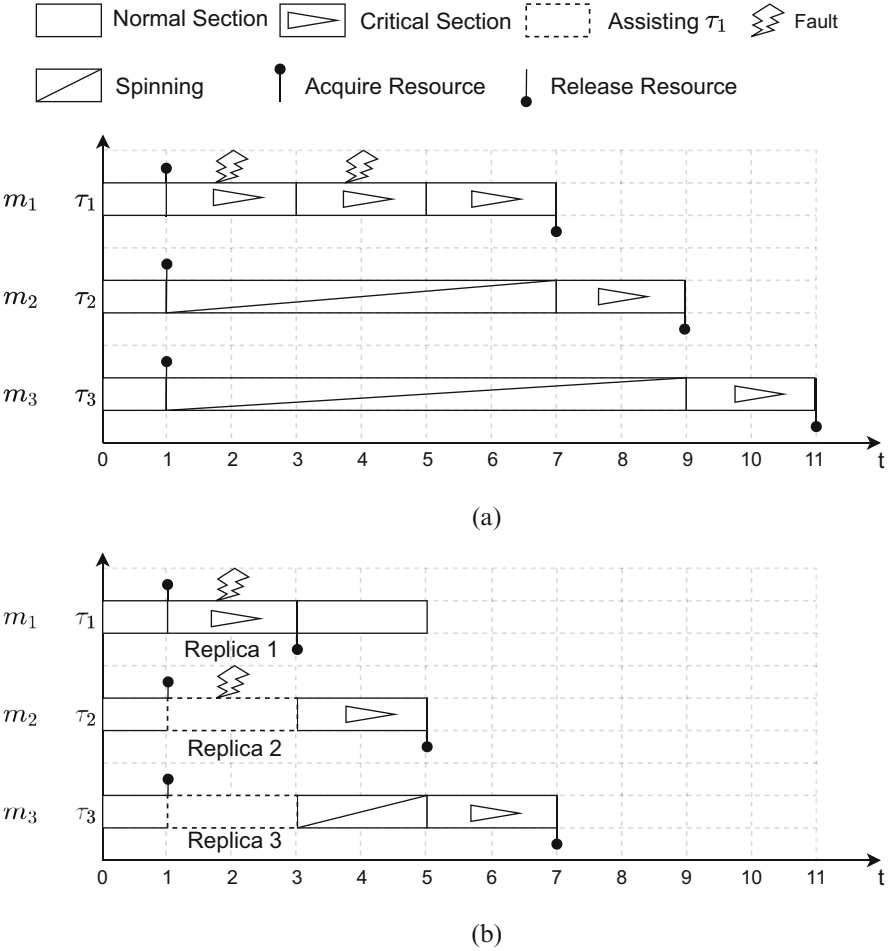 Normal Section Critical Section Assisting τ1 Fault
Spinning Acquire Resource Release Resource
m1 τ1
m2 τ2
m3 τ3
0 1 2 3 4 5 6 7 8 9 10 11 t
(a)
m1 τ1
Replica 1
m2 τ2
Replica 2
m3 τ3
Replica 3
0 1 2 3 4 5 6 7 8 9 10 11 t
(b)